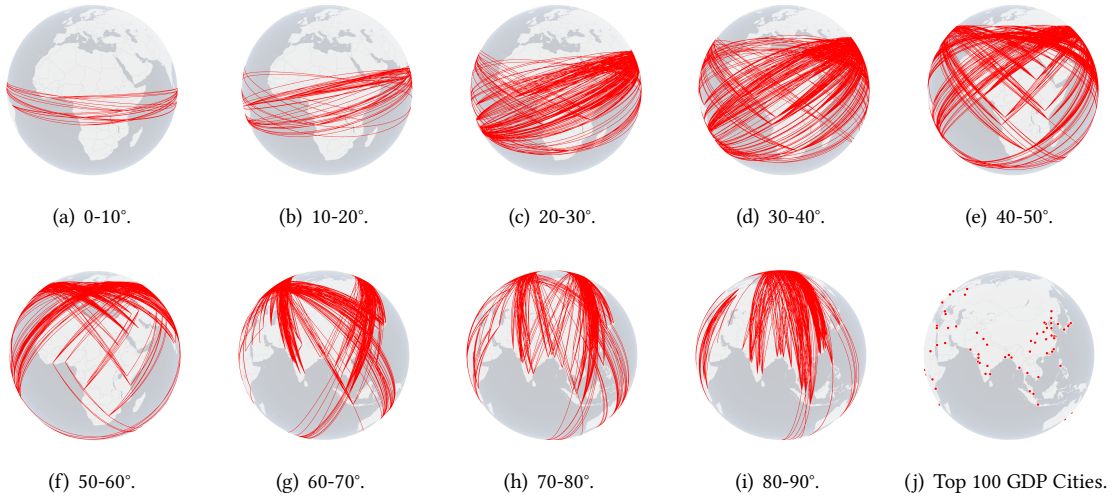 (a) 0-10°.
(b) 10-20°.
(c) 20-30°.
(d) 30-40°.
(e) 40-50°.
(f) 50-60°.
(g) 60-70°.
(h) 70-80°.
(i) 80-90°.
(j) Top 100 GDP Cities.